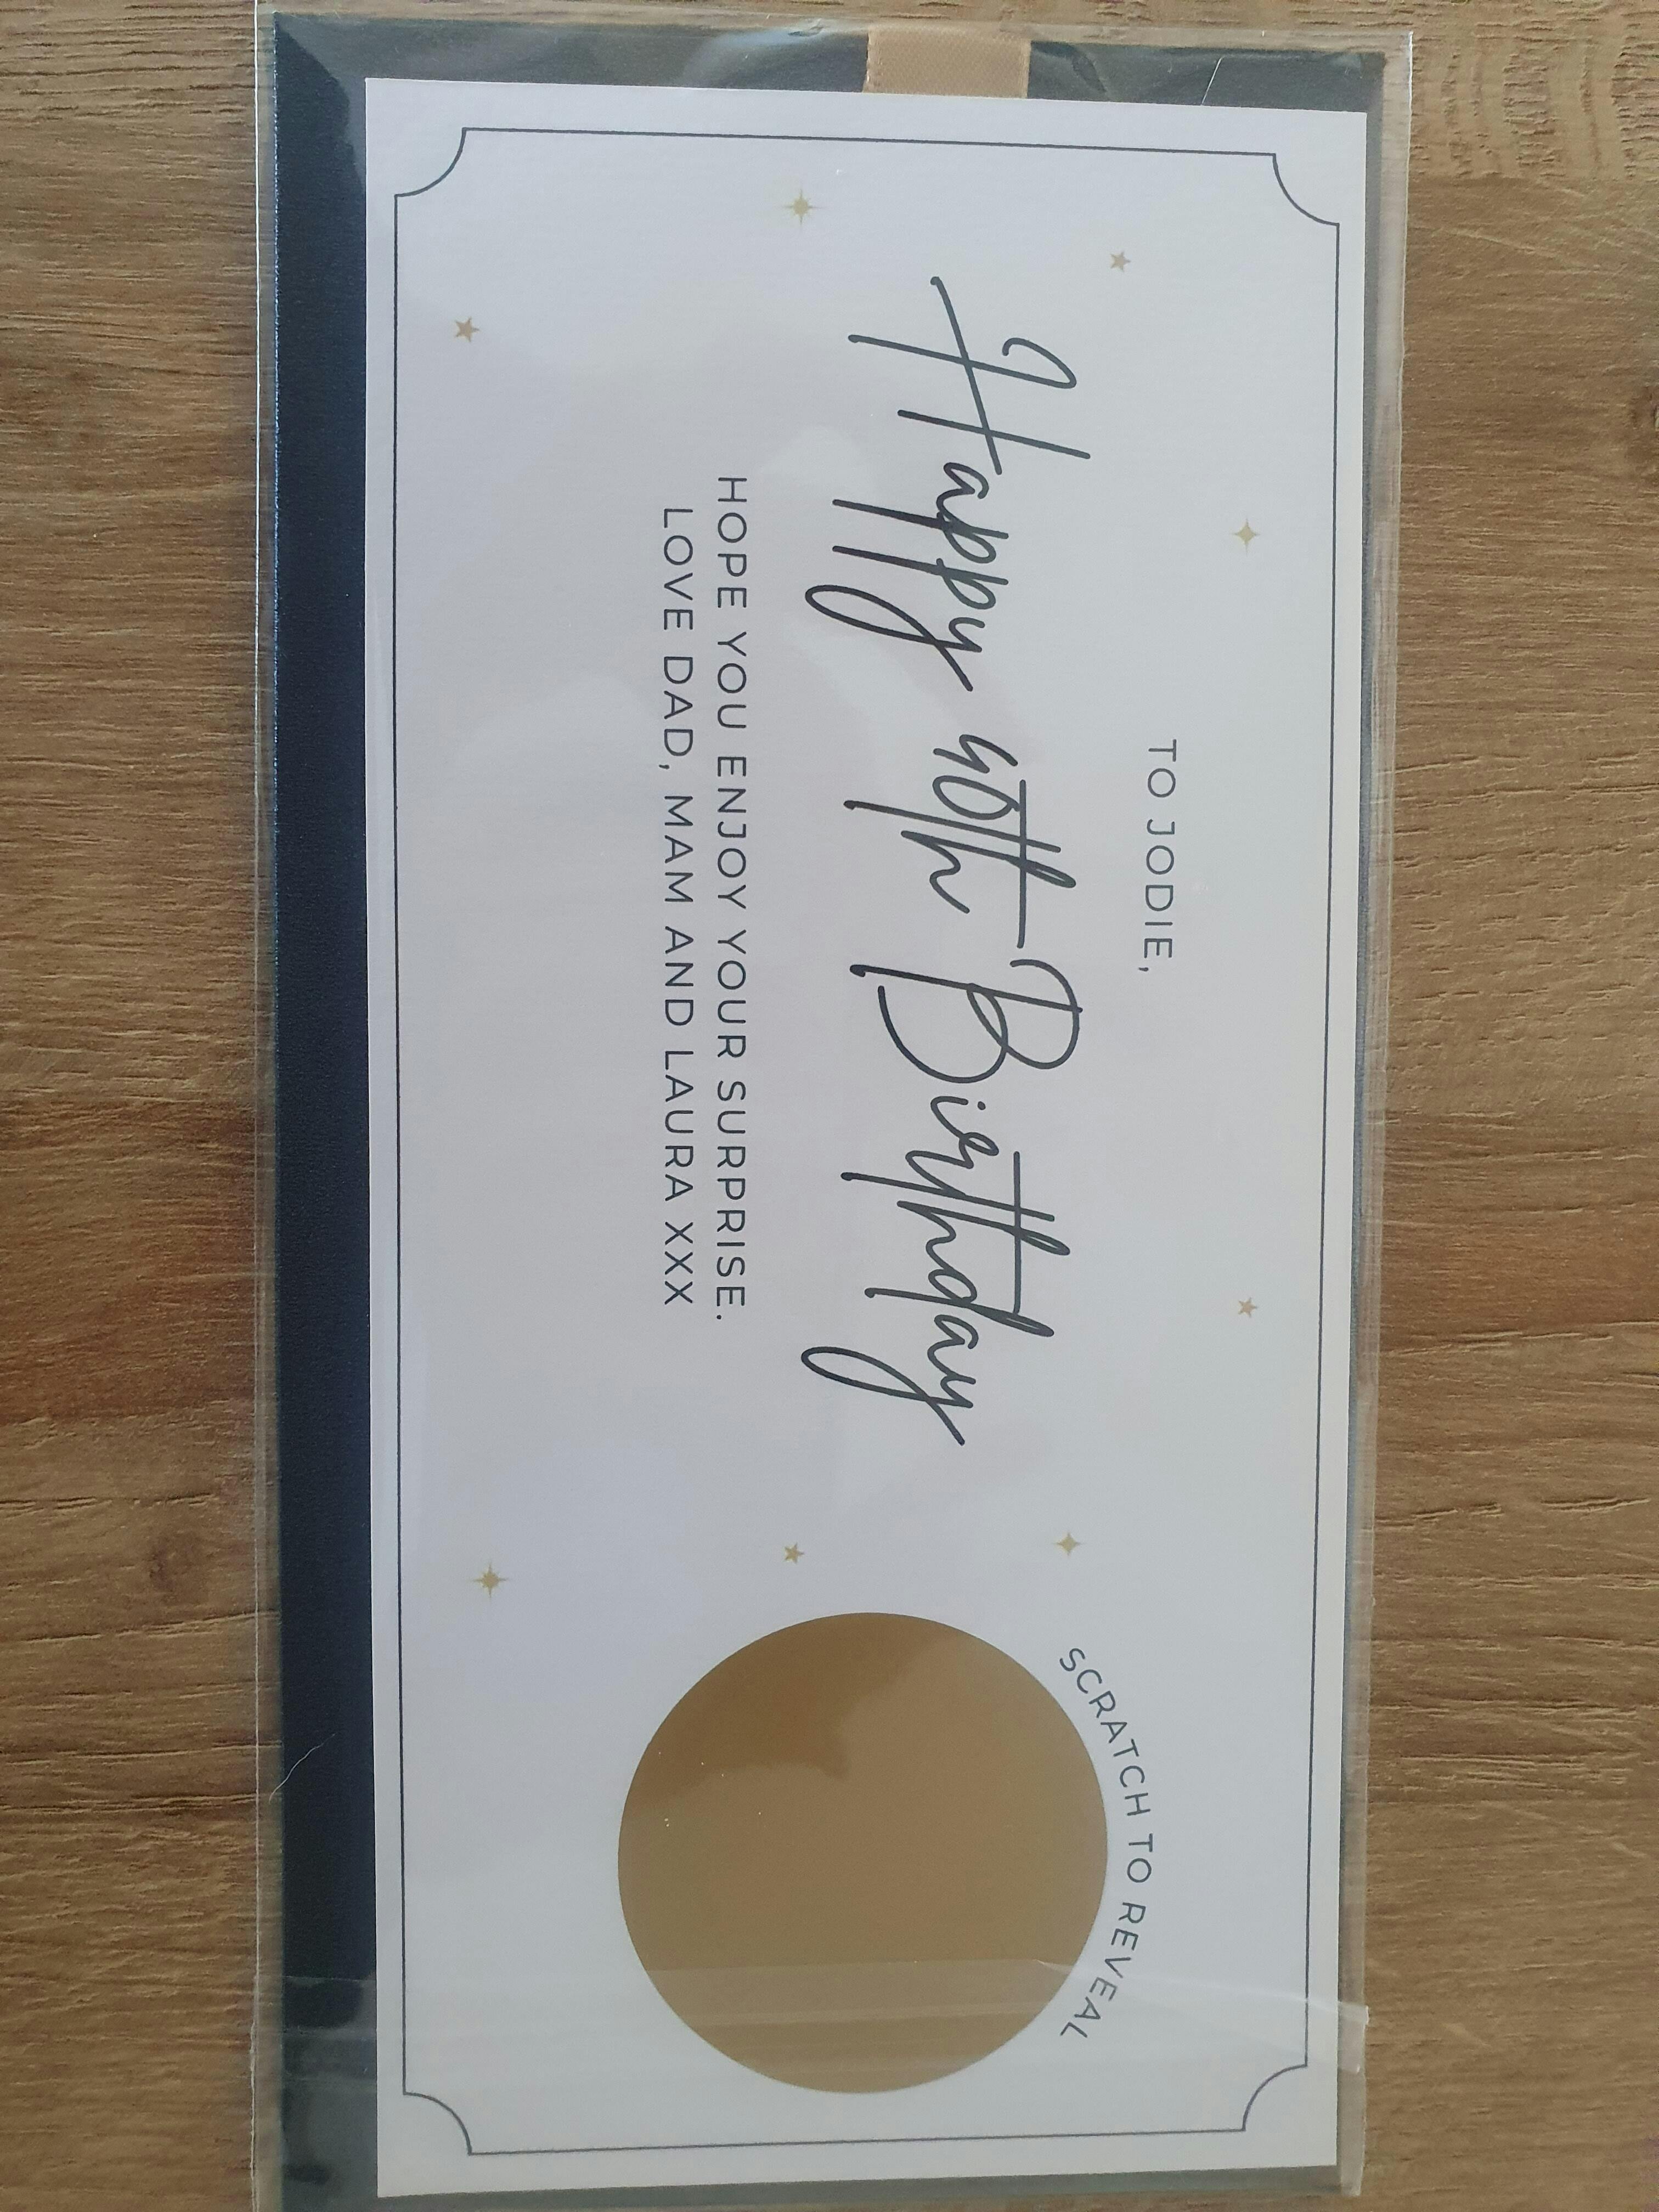 TO JODIE,
Happy 40th Birthday
HOPE YOU ENJOY YOUR SURPRISE.
LOVE DAD, MAM AND LAURA XXX
SCRATCH TO REVEAL